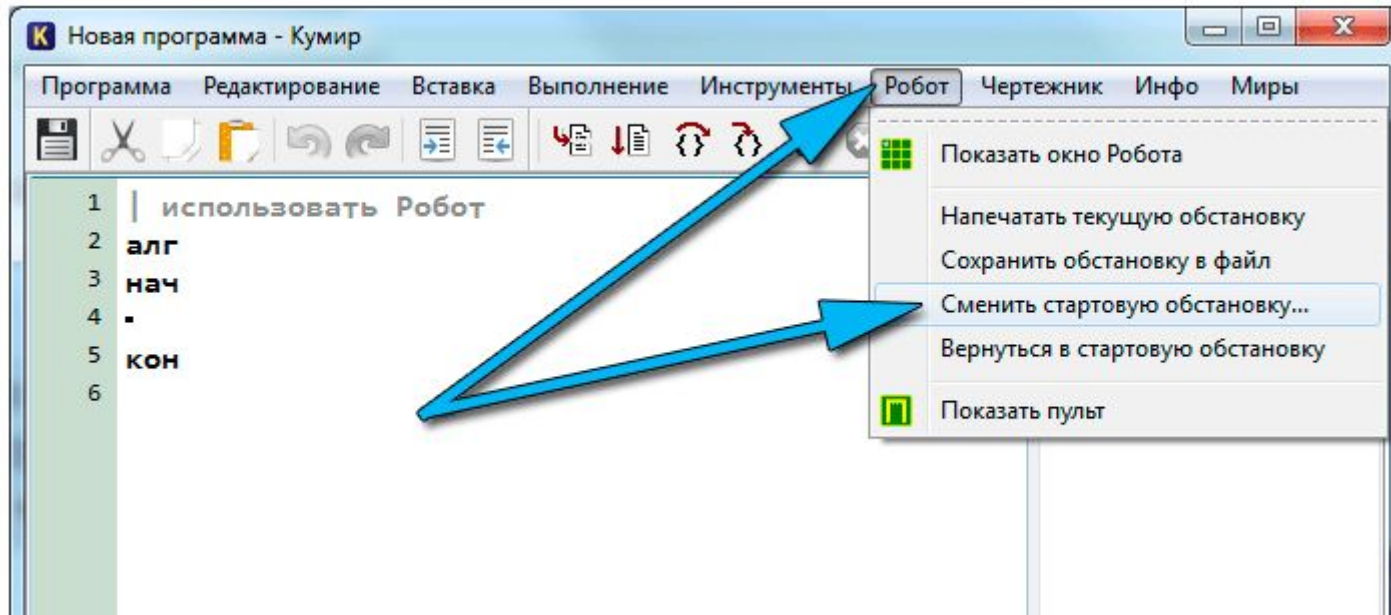 Новая программа - Кумир
Программа Редактирование Вставка Выполнение Инструменты Робот Чертежник Инфо Миры
Показать окно Робота
Напечатать текущую обстановку
Сохранить обстановку в файл
Сменить стартовую обстановку...
Вернуться в стартовую обстановку
Показать пульт
1 | использовать Робот
2 алг
3 нач
4 .
5 кон
6